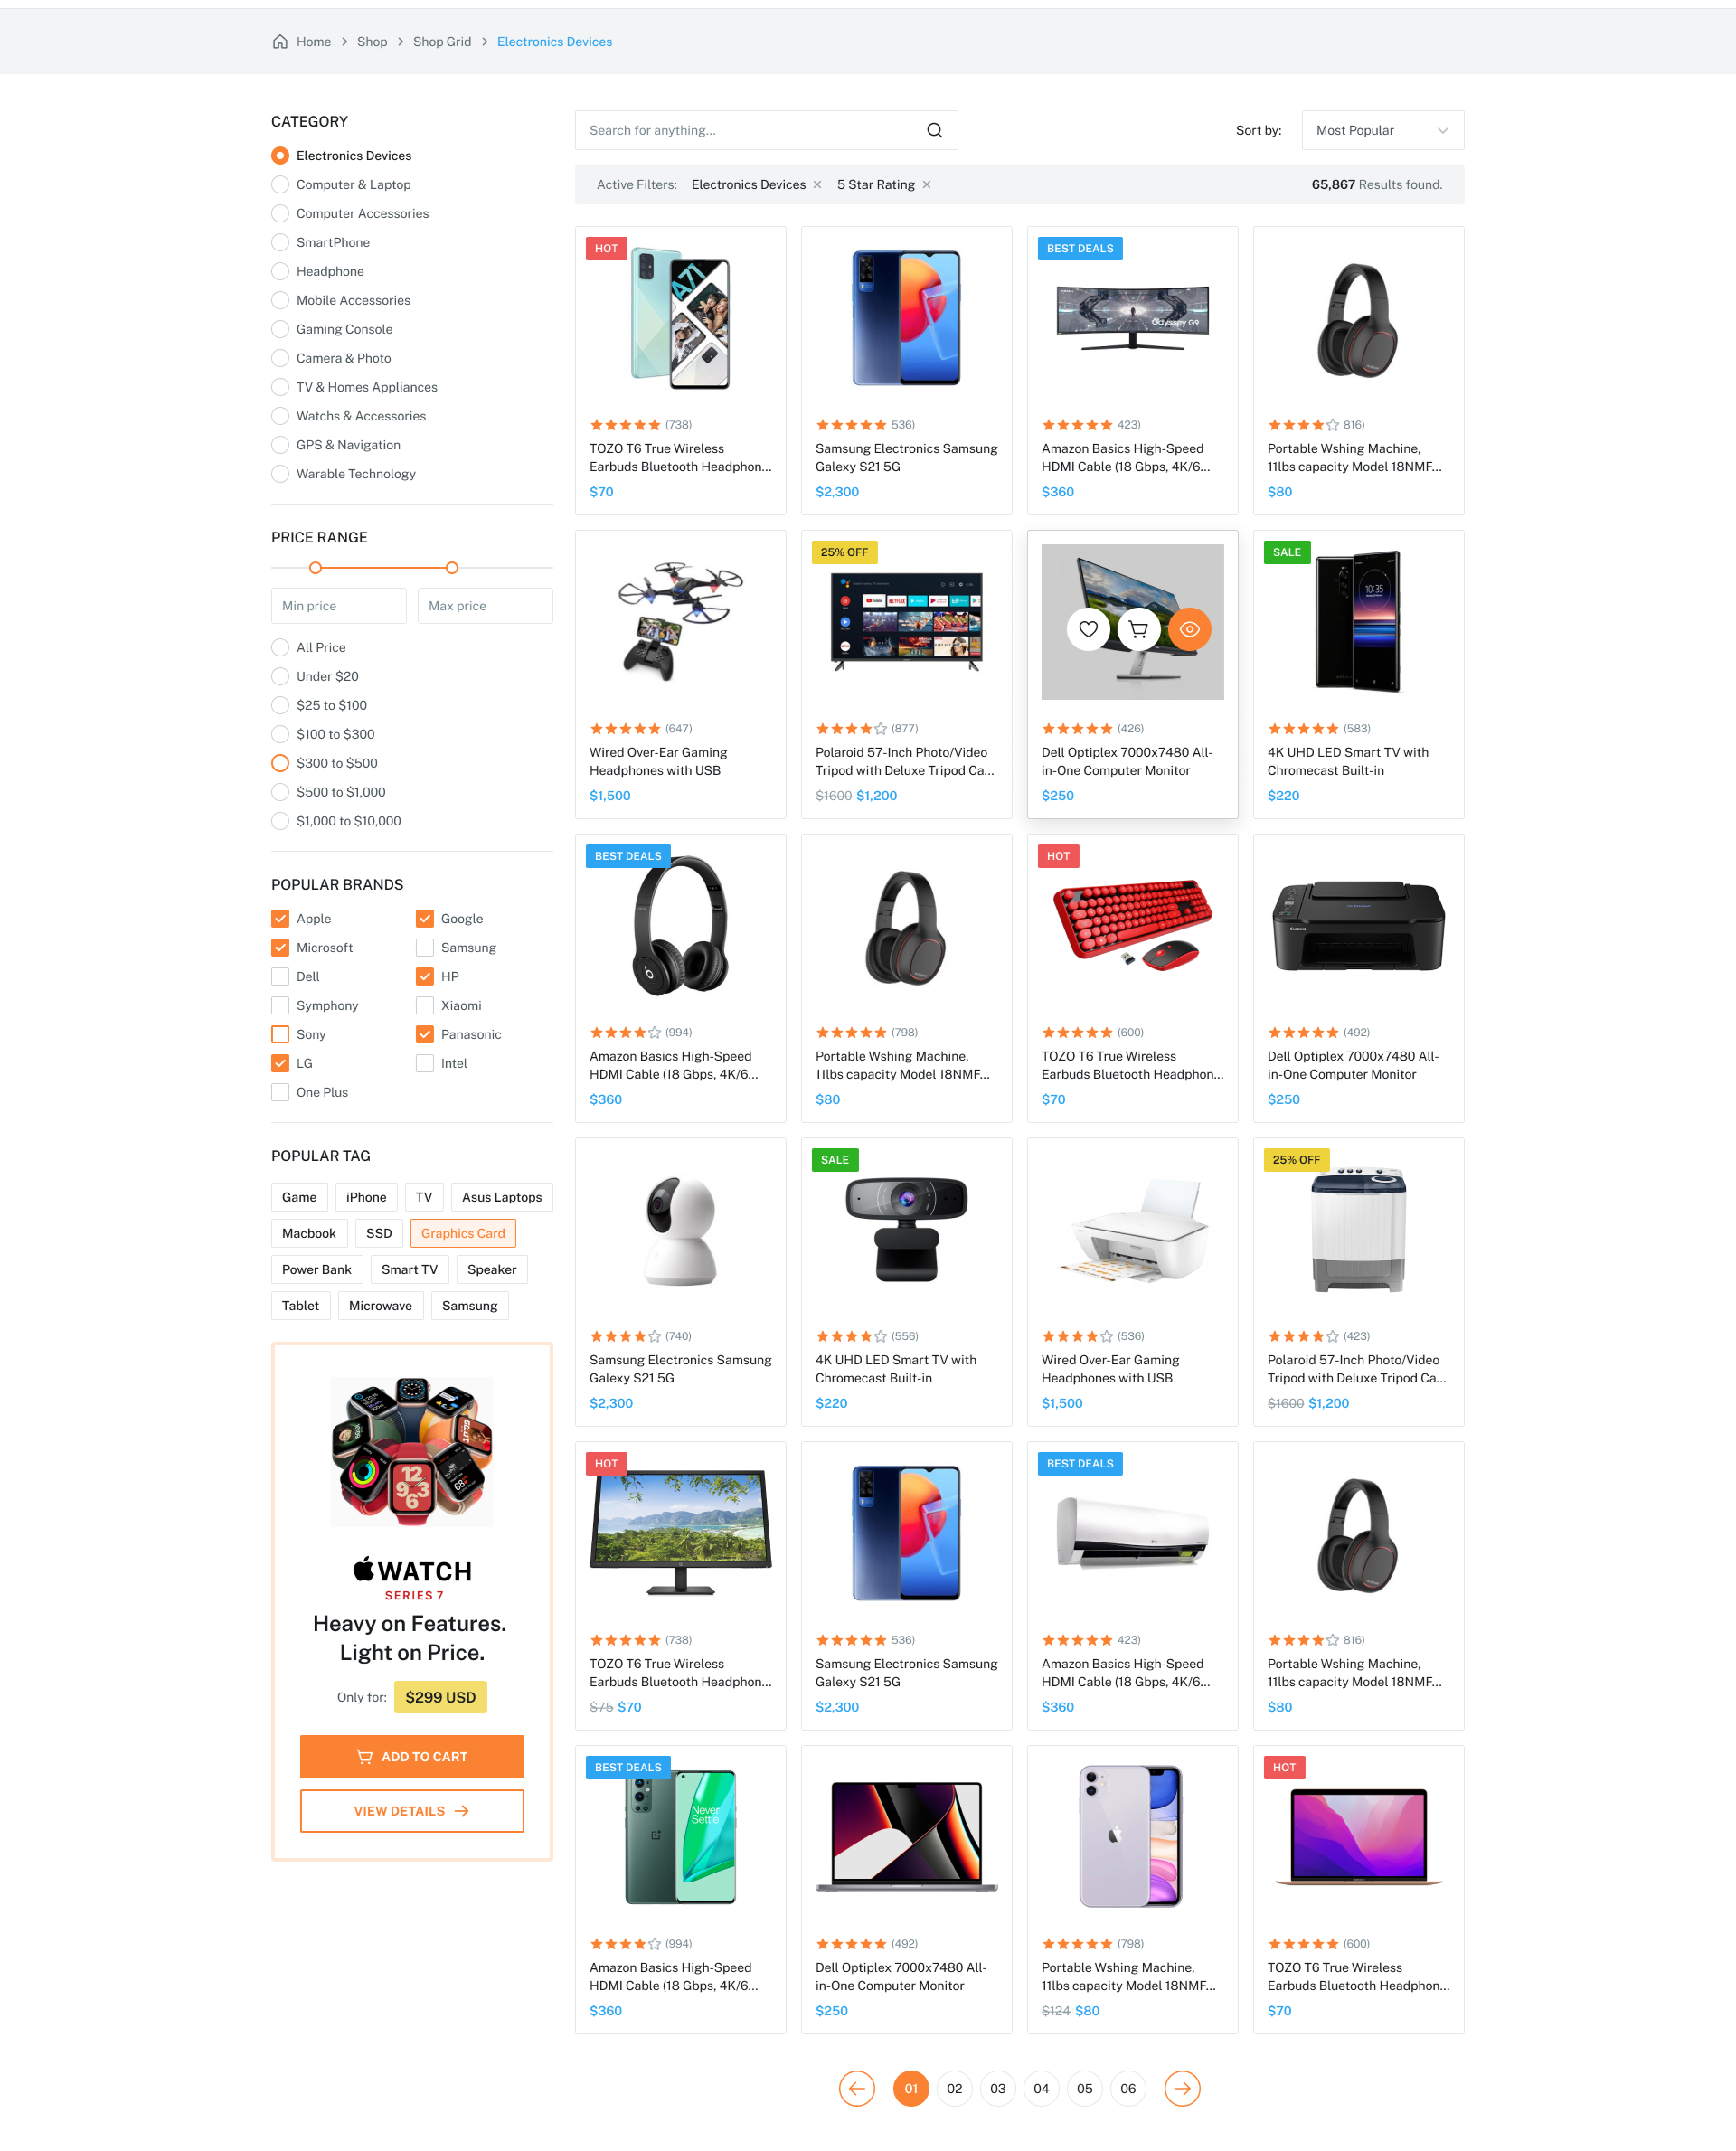 Home > Shop > Shop Grid > Electronics Devices
CATEGORY
Electronics Devices
Computer & Laptop
Computer Accessories
SmartPhone
Headphone
Mobile Accessories
Gaming Console
Camera & Photo
TV & Homes Appliances
Watchs & Accessories
GPS & Navigation
Warable Technology
PRICE RANGE
Min price
Max price
All Price
Under $20
$25 to $100
$100 to $300
$300 to $500
$500 to $1,000
$1,000 to $10,000
POPULAR BRANDS
Apple
Google
Microsoft
Samsung
Dell
HP
Symphony
Xiaomi
Sony
Panasonic
LG
Intel
One Plus
POPULAR TAG
Game
iPhone
TV
Asus Laptops
Macbook
SSD
Graphics Card
Power Bank
Smart TV
Speaker
Tablet
Microwave
Samsung
WATCH
SERIES 7
Heavy on Features.
Light on Price.
Only for: $299 USD
ADD TO CART
VIEW DETAILS
Search for anything...
Sort by:
Most Popular
Active Filters:
Electronics Devices
5 Star Rating
65,867 Results found.
HOT
A71
(738)
TOZO T6 True Wireless
Earbuds Bluetooth Headphon...
$70
536)
Samsung Electronics Samsung
Galexy S21 5G
$2,300
BEST DEALS
Odyssey G9
423)
Amazon Basics High-Speed
HDMI Cable (18 Gbps, 4K/6...
$360
816)
Portable Wshing Machine,
11lbs capacity Model 18NMF...
$80
(647)
Wired Over-Ear Gaming
Headphones with USB
$1,500
25% OFF
(877)
Polaroid 57-Inch Photo/Video
Tripod with Deluxe Tripod Ca...
$1600 $1,200
(426)
Dell Optiplex 7000x7480 All-
in-One Computer Monitor
$250
SALE
10:35
(583)
4K UHD LED Smart TV with
Chromecast Built-in
$220
BEST DEALS
(994)
Amazon Basics High-Speed
HDMI Cable (18 Gbps, 4K/6...
$360
(798)
Portable Wshing Machine,
11lbs capacity Model 18NMF...
$80
HOT
(600)
TOZO T6 True Wireless
Earbuds Bluetooth Headphon...
$70
Canon
(492)
Dell Optiplex 7000x7480 All-
in-One Computer Monitor
$250
(740)
Samsung Electronics Samsung
Galexy S21 5G
$2,300
SALE
(556)
4K UHD LED Smart TV with
Chromecast Built-in
$220
(536)
Wired Over-Ear Gaming
Headphones with USB
$1,500
25% OFF
(423)
Polaroid 57-Inch Photo/Video
Tripod with Deluxe Tripod Ca...
$1600 $1,200
HOT
(738)
TOZO T6 True Wireless
Earbuds Bluetooth Headphon...
$75 $70
536)
Samsung Electronics Samsung
Galexy S21 5G
$2,300
BEST DEALS
423)
Amazon Basics High-Speed
HDMI Cable (18 Gbps, 4K/6...
$360
816)
Portable Wshing Machine,
11lbs capacity Model 18NMF...
$80
BEST DEALS
Never
Settle
(994)
Amazon Basics High-Speed
HDMI Cable (18 Gbps, 4K/6...
$360
(492)
Dell Optiplex 7000x7480 All-
in-One Computer Monitor
$250
(798)
Portable Wshing Machine,
11lbs capacity Model 18NMF...
$124 $80
HOT
(600)
TOZO T6 True Wireless
Earbuds Bluetooth Headphon...
$70
01 02 03 04 05 06